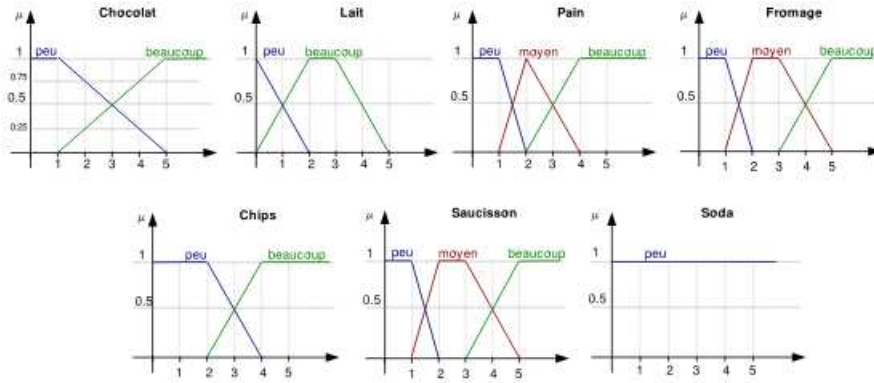 Chocolat
μ
peu
beaucoup
1
0.75
0.5
0.25
1 2 3 4 5
Lait
μ
peu
beaucoup
1
0.5
1 2 3 4 5
Pain
μ
peu
moyen
beaucoup
1
0.5
1 2 3 4 5
Fromage
μ
peu
moyen
beaucoup
1
0.5
1 2 3 4 5
Chips
μ
peu
beaucoup
1
0.5
1 2 3 4 5
Saucisson
μ
peu
moyen
beaucoup
1
0.5
1 2 3 4 5
Soda
μ
peu
1
0.5
1 2 3 4 5